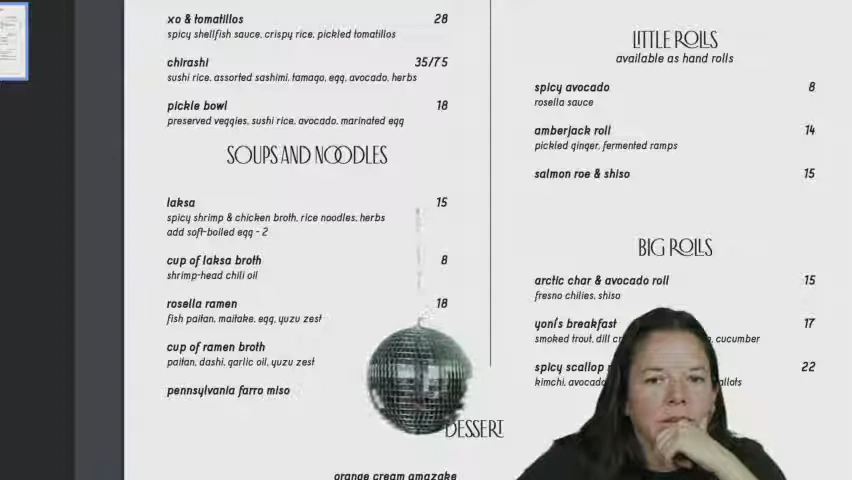 xo & tomatillos 28
spicy shellfish sauce, crispy rice, pickled tomatillos
chirashi 35/75
sushi rice, assorted sashimi, tamago, egg, avocado, herbs
pickle bowl 18
preserved veggies, sushi rice, avocado, marinated egg
SOUPS AND NOODLES
laksa 15
spicy shrimp & chicken broth, rice noodles, herbs
add soft-boiled egg - 2
cup of laksa broth 8
shrimp-head chili oil
rosella ramen 18
fish paitan, maitake, egg, yuzu zest
cup of ramen broth
paitan, dashi, garlic oil, yuzu zest
pennsylvania farro miso
LITTLE ROLLS
available as hand rolls
spicy avocado 8
rosella sauce
amberjack roll 14
pickled ginger, fermented ramps
salmon roe & shiso 15
BIG ROLLS
arctic char & avocado roll 15
fresno chilies, shiso
yoni's breakfast 17
smoked trout, dill cucumber
spicy scallop 22
kimchi, avocado
DESSERT
orange cream amazake